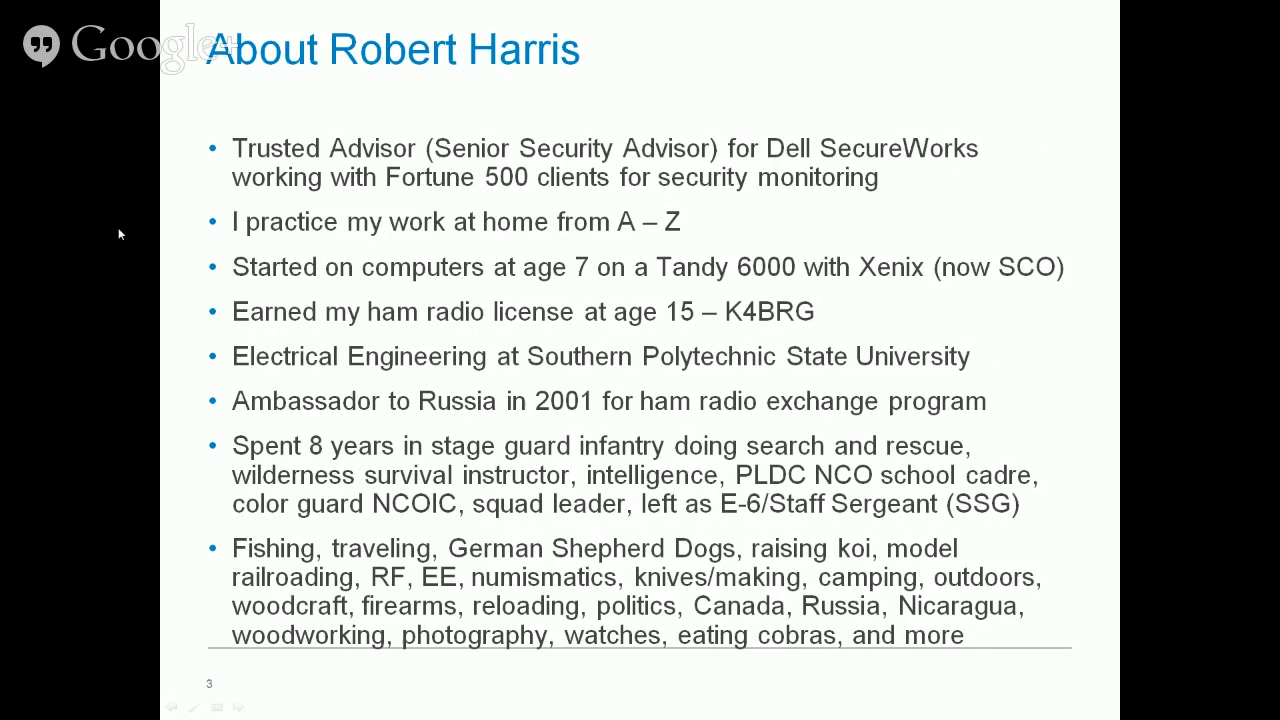 Google+
About Robert Harris
• Trusted Advisor (Senior Security Advisor) for Dell SecureWorks
working with Fortune 500 clients for security monitoring
• I practice my work at home from A – Z
• Started on computers at age 7 on a Tandy 6000 with Xenix (now SCO)
• Earned my ham radio license at age 15 – K4BRG
• Electrical Engineering at Southern Polytechnic State University
• Ambassador to Russia in 2001 for ham radio exchange program
• Spent 8 years in stage guard infantry doing search and rescue,
wilderness survival instructor, intelligence, PLDC NCO school cadre,
color guard NCOIC, squad leader, left as E-6/Staff Sergeant (SSG)
• Fishing, traveling, German Shepherd Dogs, raising koi, model
railroading, RF, EE, numismatics, knives/making, camping, outdoors,
woodcraft, firearms, reloading, politics, Canada, Russia, Nicaragua,
woodworking, photography, watches, eating cobras, and more
3